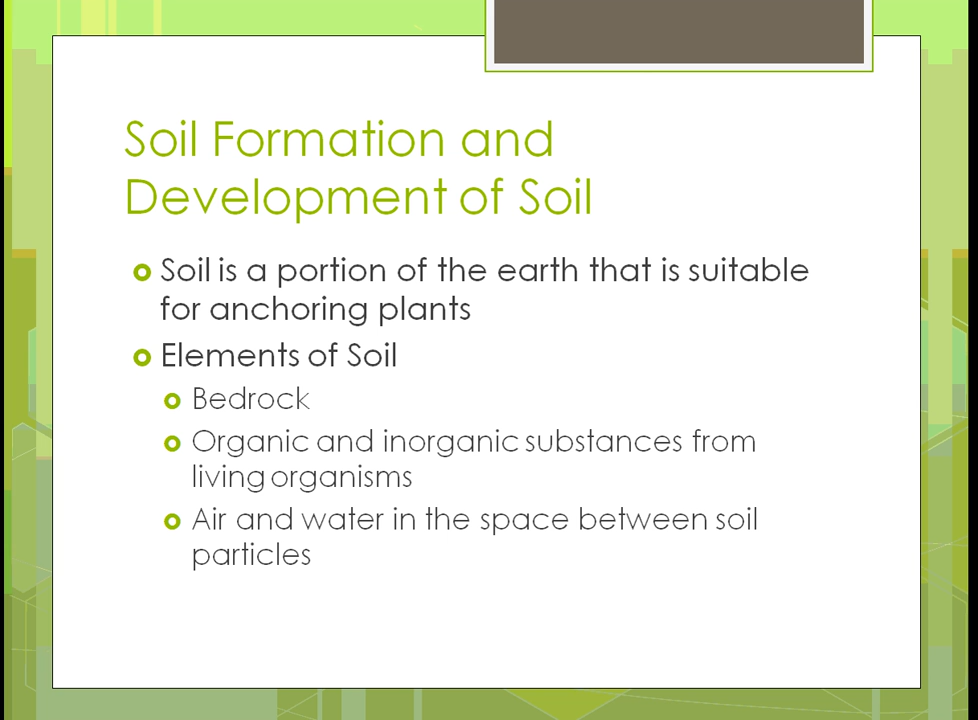 Soil Formation and
Development of Soil
Soil is a portion of the earth that is suitable
for anchoring plants
Elements of Soil
Bedrock
Organic and inorganic substances from
living organisms
Air and water in the space between soil
particles